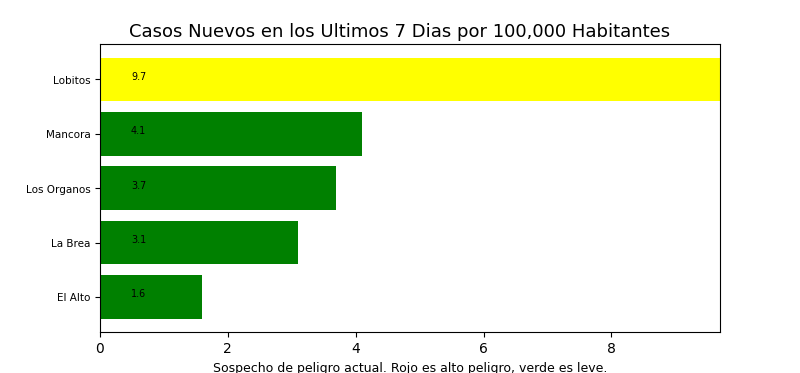 Casos Nuevos en los Ultimos 7 Dias por 100,000 Habitantes
Lobitos 9.7
Mancora 4.1
Los Organos 3.7
La Brea 3.1
El Alto 1.6
0 2 4 6 8
Sospecho de peligro actual. Rojo es alto peligro, verde es leve.